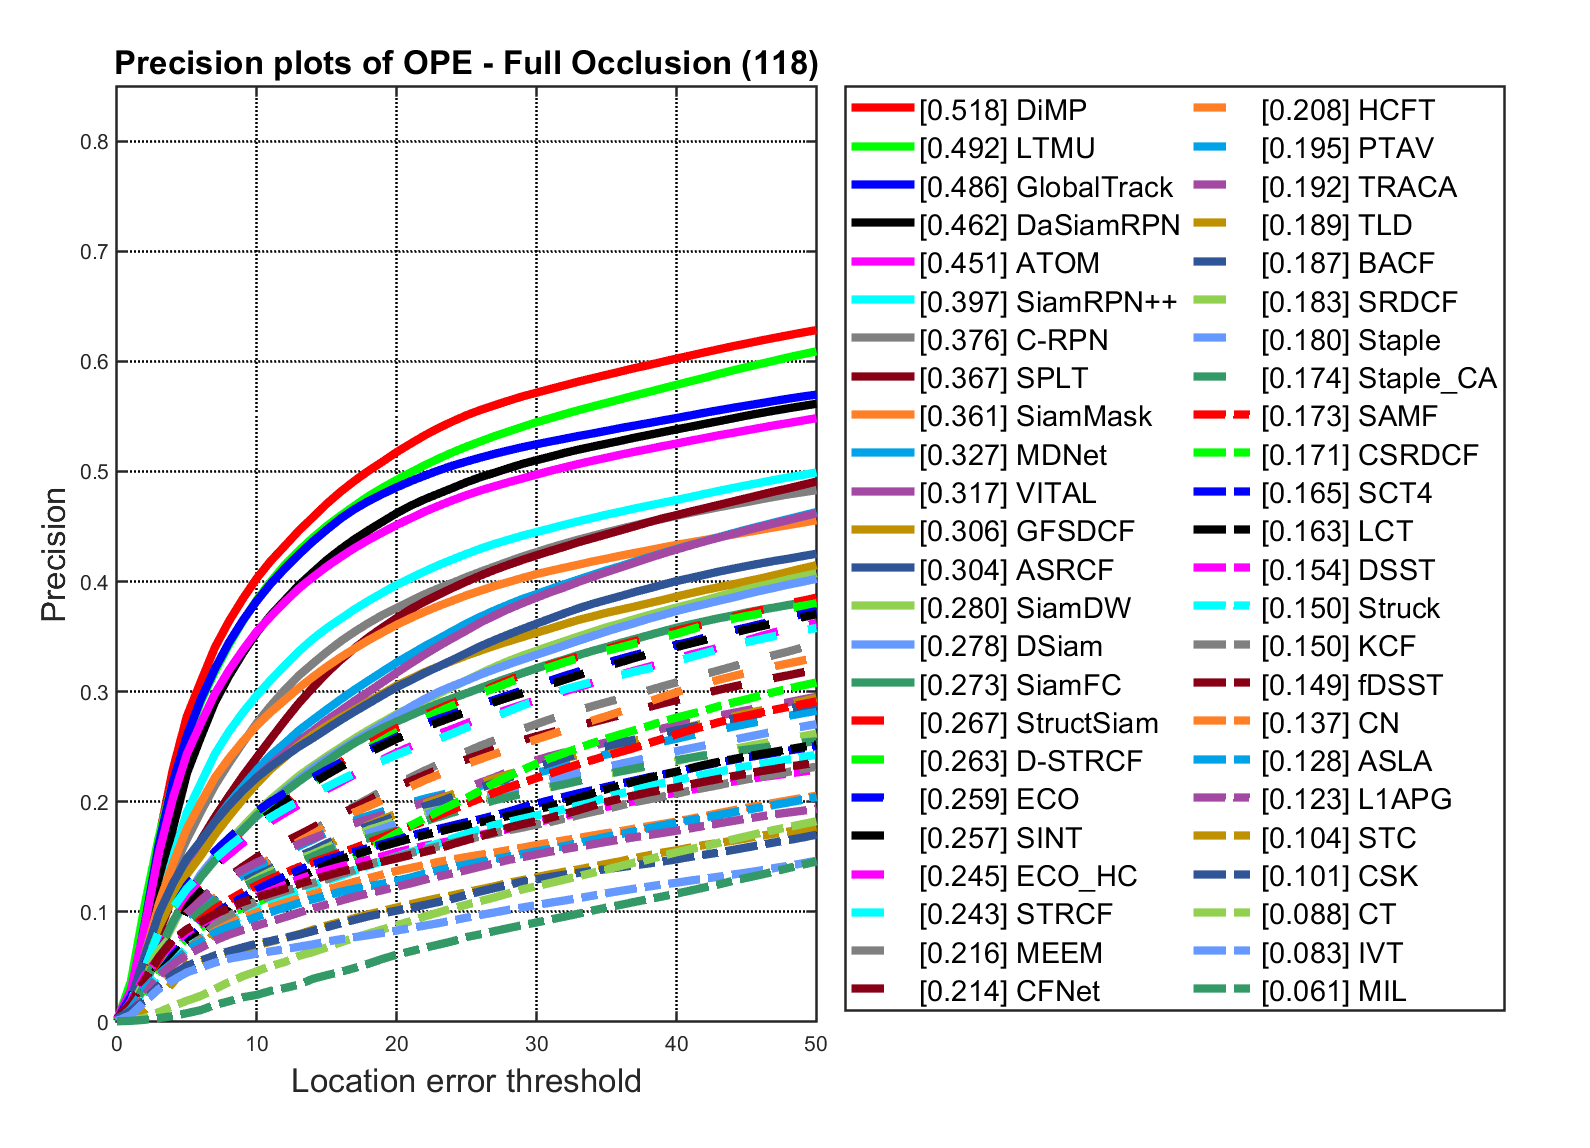 Precision plots of OPE - Full Occlusion (118)
Precision
0.8
0.7
0.6
0.5
0.4
0.3
0.2
0.1
0
0 10 20 30 40 50
Location error threshold
[0.518] DiMP
[0.492] LTMU
[0.486] GlobalTrack
[0.462] DaSiamRPN
[0.451] ATOM
[0.397] SiamRPN++
[0.376] C-RPN
[0.367] SPLT
[0.361] SiamMask
[0.327] MDNet
[0.317] VITAL
[0.306] GFSDCF
[0.304] ASRCF
[0.280] SiamDW
[0.278] DSiam
[0.273] SiamFC
[0.267] StructSiam
[0.263] D-STRCF
[0.259] ECO
[0.257] SINT
[0.245] ECO_HC
[0.243] STRCF
[0.216] MEEM
[0.214] CFNet
[0.208] HCFT
[0.195] PTAV
[0.192] TRACA
[0.189] TLD
[0.187] BACF
[0.183] SRDCF
[0.180] Staple
[0.174] Staple_CA
[0.173] SAMF
[0.171] CSRDCF
[0.165] SCT4
[0.163] LCT
[0.154] DSST
[0.150] Struck
[0.150] KCF
[0.149] fDSST
[0.137] CN
[0.128] ASLA
[0.123] L1APG
[0.104] STC
[0.101] CSK
[0.088] CT
[0.083] IVT
[0.061] MIL